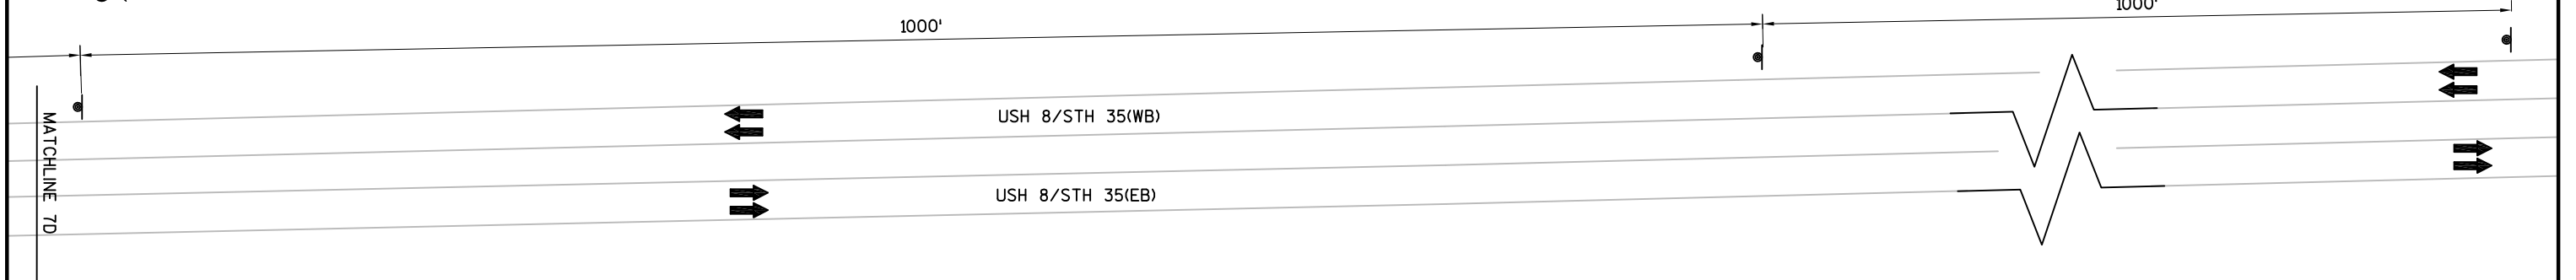 1000'
1000'
USH 8/STH 35(WB)
MATCHLINE 7D
USH 8/STH 35(EB)